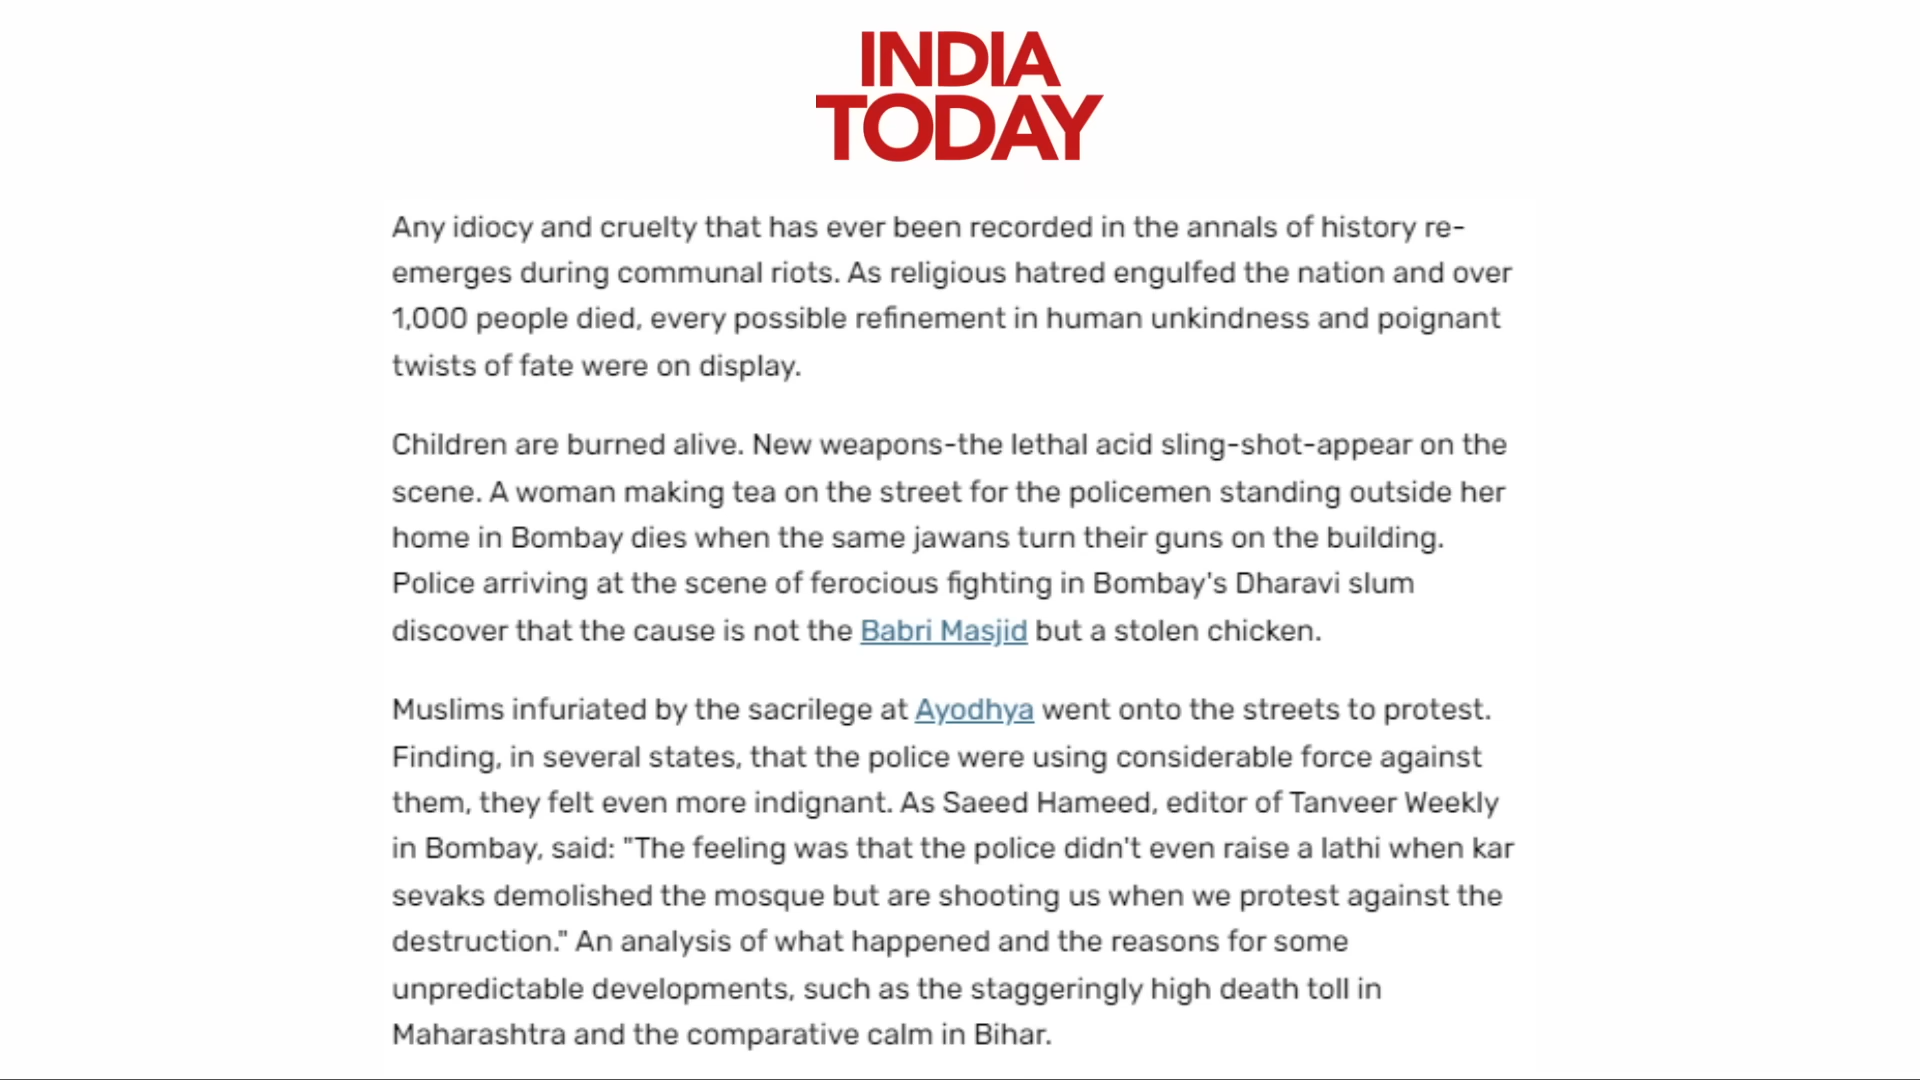 INDIA
TODAY
Any idiocy and cruelty that has ever been recorded in the annals of history re-
emerges during communal riots. As religious hatred engulfed the nation and over
1,000 people died, every possible refinement in human unkindness and poignant
twists of fate were on display.
Children are burned alive. New weapons-the lethal acid sling-shot-appear on the
scene. A woman making tea on the street for the policemen standing outside her
home in Bombay dies when the same jawans turn their guns on the building.
Police arriving at the scene of ferocious fighting in Bombay's Dharavi slum
discover that the cause is not the Babri Masjid but a stolen chicken.
Muslims infuriated by the sacrilege at Ayodhya went onto the streets to protest.
Finding, in several states, that the police were using considerable force against
them, they felt even more indignant. As Saeed Hameed, editor of Tanveer Weekly
in Bombay, said: "The feeling was that the police didn't even raise a lathi when kar
sevaks demolished the mosque but are shooting us when we protest against the
destruction." An analysis of what happened and the reasons for some
unpredictable developments, such as the staggeringly high death toll in
Maharashtra and the comparative calm in Bihar.